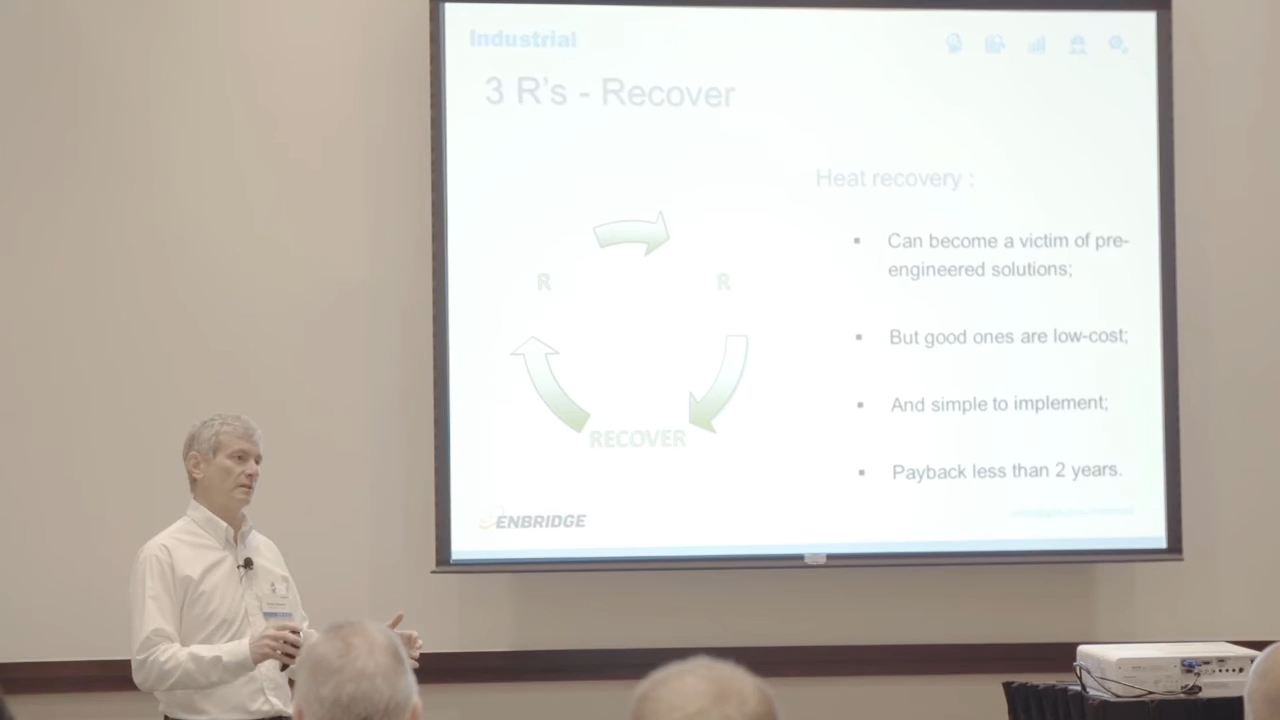 Industrial
3 R's - Recover
Heat recovery :
▪ Can become a victim of pre-
engineered solutions;
R R
▪ But good ones are low-cost;
▪ And simple to implement;
RECOVER
▪ Payback less than 2 years.
ENBRIDGE